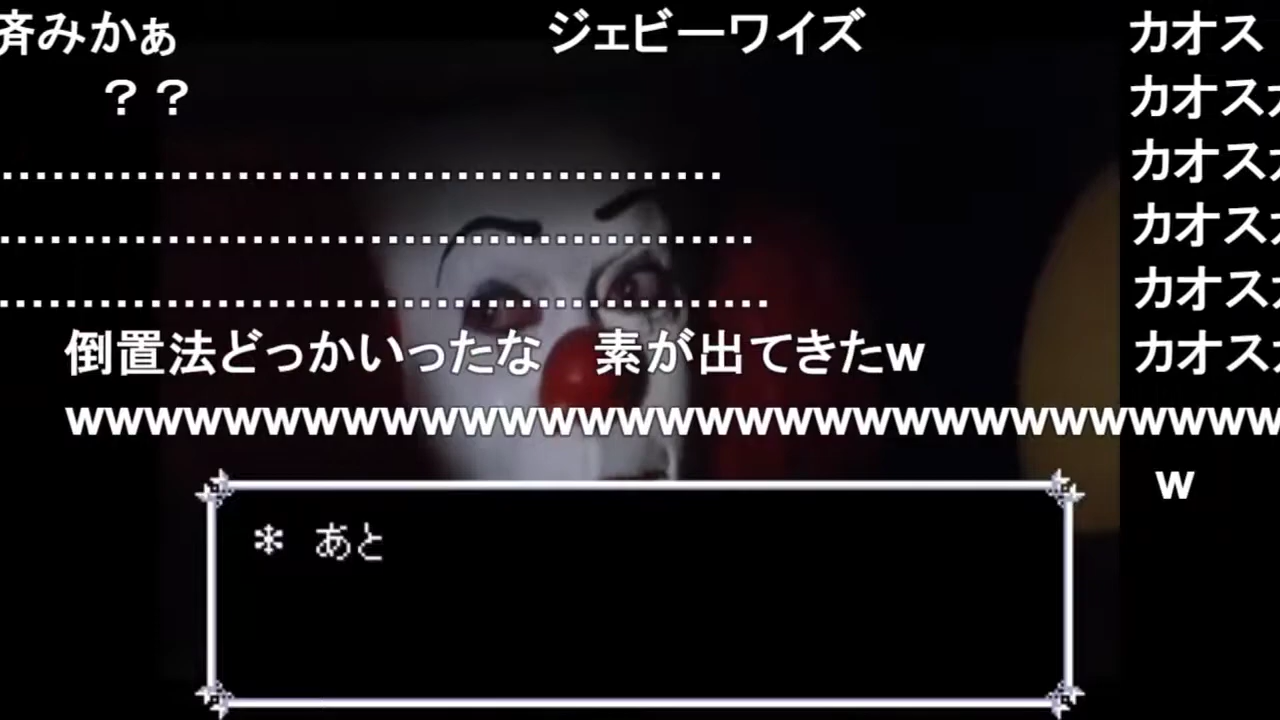 済みかぁ ジェビーワイズ カオス
？？ カオスカ
.............................................. カオスカ
................................................ カオスカ
................................................. カオスカ
倒置法どっかいったな 素が出てきたw カオスカ
wwwwwwwwwwwwwwwwwwwwwwwwwwwwwww
w
＊ あと